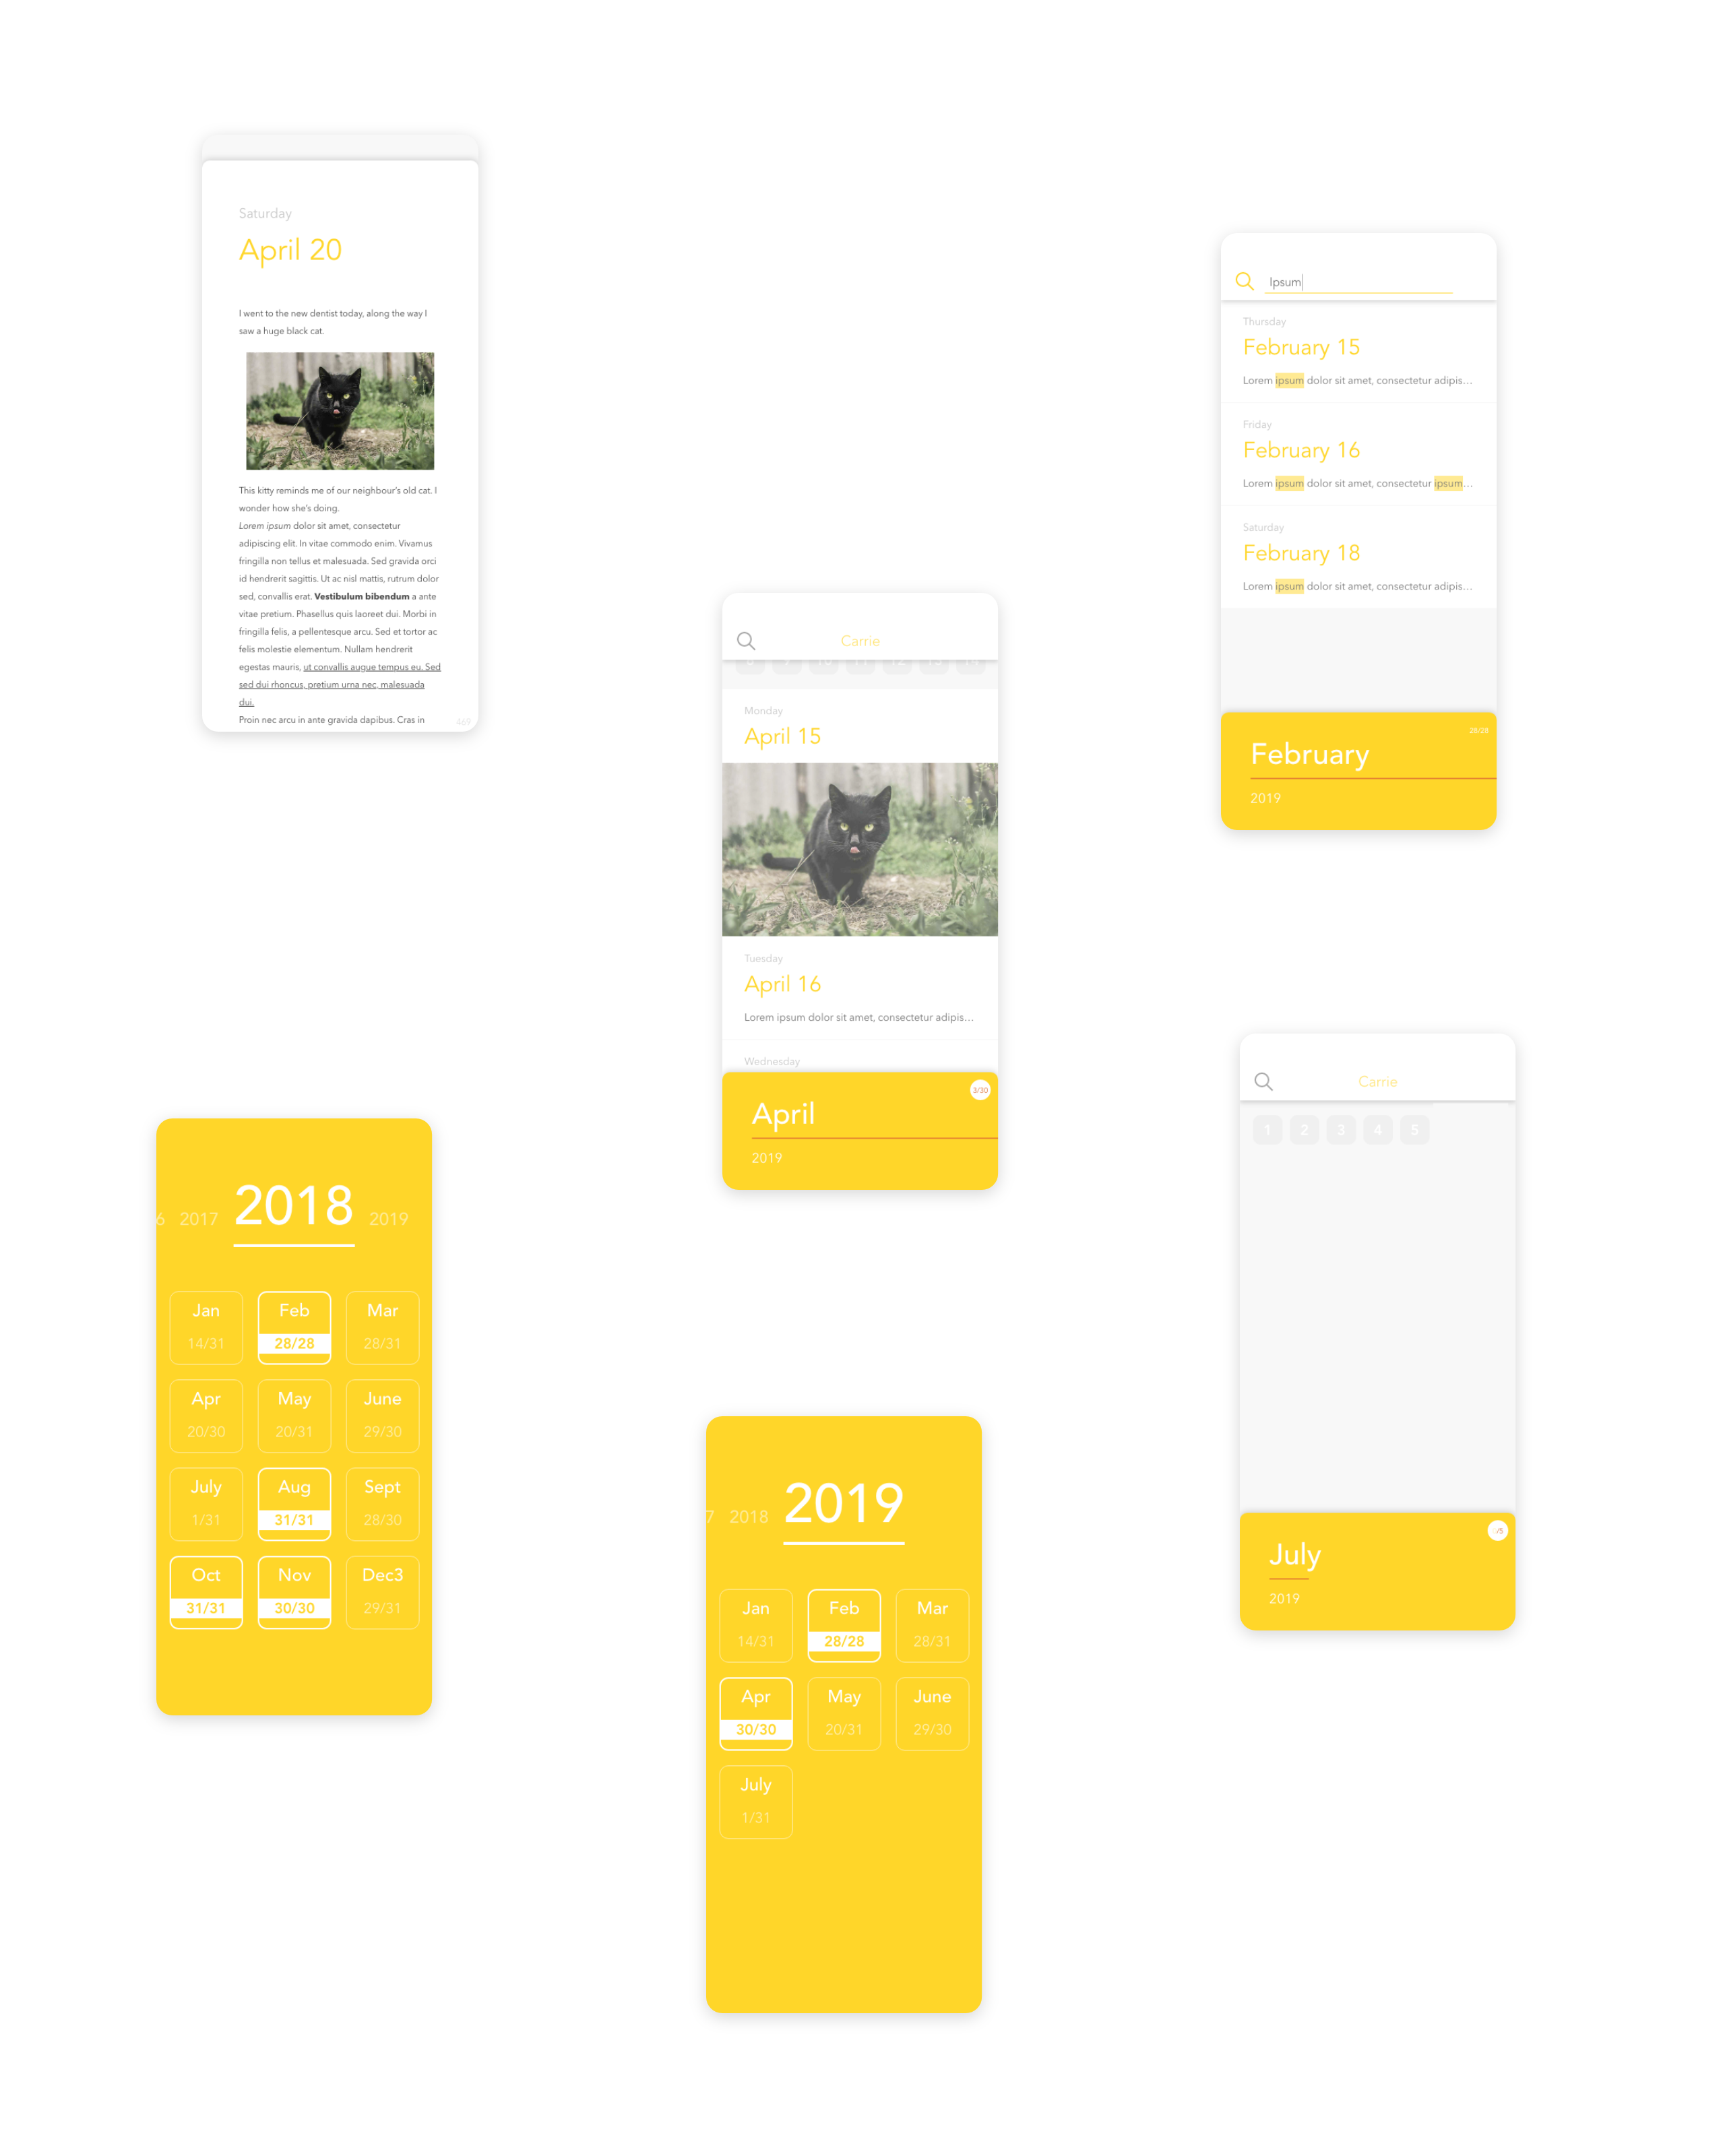 Saturday
April 20
I went to the new dentist today, along the way I
saw a huge black cat.
This kitty reminds me of our neighbour's old cat. I
wonder how she's doing.
Lorem ipsum dolor sit amet, consectetur
adipiscing elit. In vitae commodo enim. Vivamus
fringilla non tellus et malesuada. Sed gravida orci
id hendrerit sagittis. Ut ac nisl mattis, rutrum dolor
sed, convallis erat. Vestibulum bibendum a ante
vitae pretium. Phasellus quis laoreet dui. Morbi in
fringilla felis, a pellentesque arcu. Sed et tortor ac
felis molestie elementum. Nullam hendrerit
egestas mauris, ut convallis augue tempus eu. Sed
sed dui rhoncus, pretium urna nec, malesuada
dui.
Proin nec arcu in ante gravida dapibus. Cras in
469
Ipsum
Thursday
February 15
Lorem ipsum dolor sit amet, consectetur adipis...
Friday
February 16
Lorem ipsum dolor sit amet, consectetur ipsum...
Saturday
February 18
Lorem ipsum dolor sit amet, consectetur adipis...
28/28
February
2019
Carrie
8 9 10 11 12 13 14
Monday
April 15
Tuesday
April 16
Lorem ipsum dolor sit amet, consectetur adipis...
Wednesday
3/30
April
2019
Carrie
1 2 3 4 5
/5
July
2019
6 2017 2018 2019
Jan Feb Mar
14/31 28/28 28/31
Apr May June
20/30 20/31 29/30
July Aug Sept
1/31 31/31 28/30
Oct Nov Dec3
31/31 30/30 29/31
7 2018 2019
Jan Feb Mar
14/31 28/28 28/31
Apr May June
30/30 20/31 29/30
July
1/31